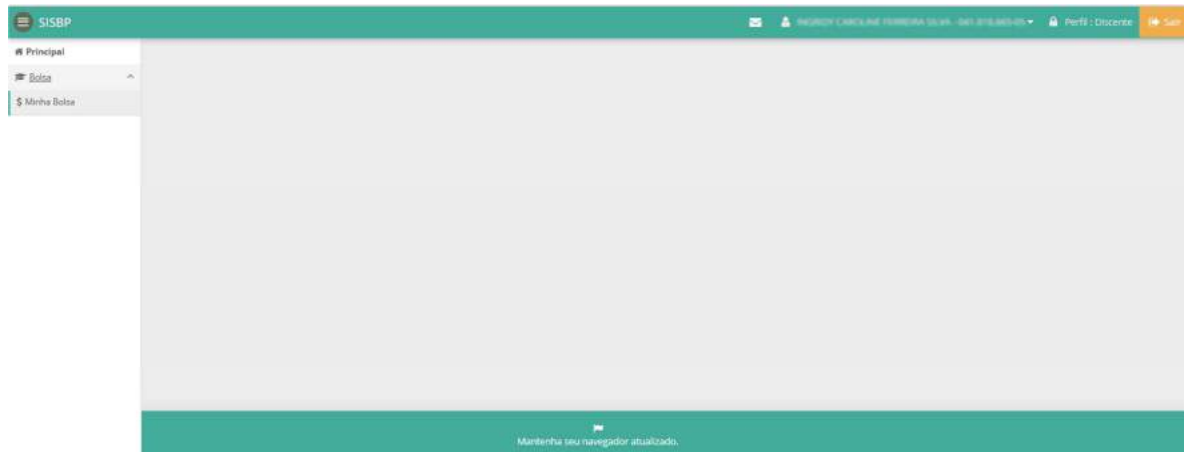 SISBP
Perfil : Discente
Sair
Principal
Bolsa
$ Minha Bolsa
Mantenha seu navegador atualizado.